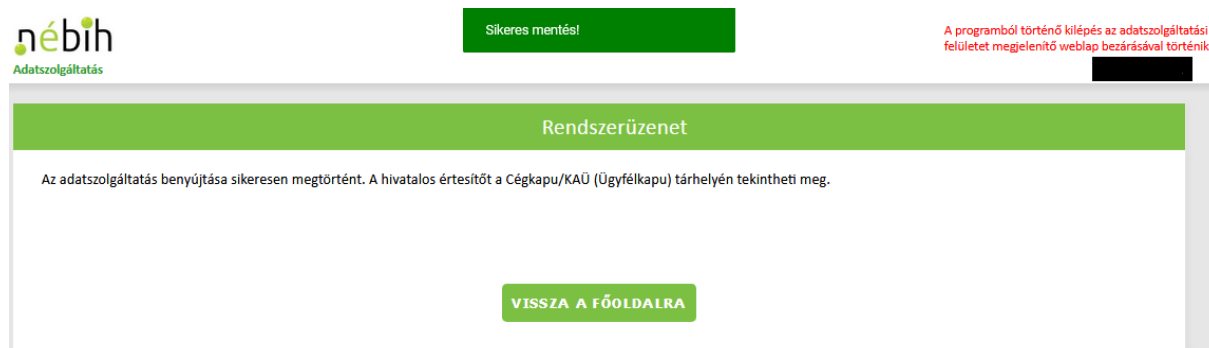 nébih
Adatszolgáltatás
Sikeres mentés!
A programból történő kilépés az adatszolgáltatási
felületet megjelenítő weblap bezárásával történik
Rendszerüzenet
Az adatszolgáltatás benyújtása sikeresen megtörtént. A hivatalos értesítőt a Cégkapu/KAÜ (Ügyfélkapu) tárhelyén tekintheti meg.
VISSZA A FŐOLDALRA